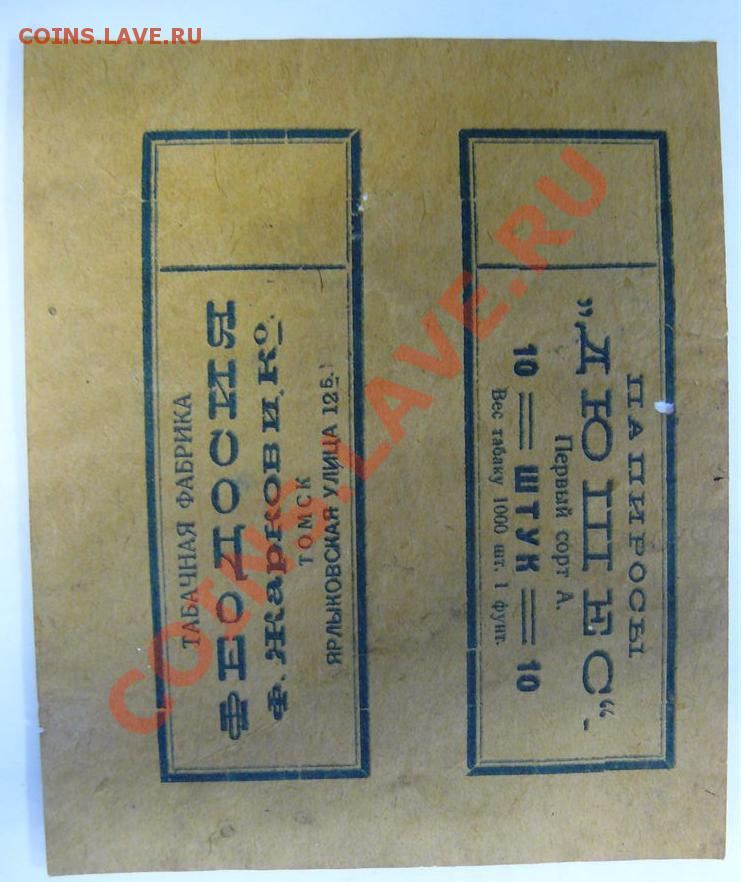 COINS.LAVE.RU
ТАБАЧНАЯ ФАБРИКА
ФЕОДОСИЯ
Ф. Жарков и Ко.
ТОМСК
ЯРЛЫКОВСКАЯ УЛИЦА 12Б.
ПАПИРОСЫ
„ДЮШЕС“.
Первый сорт А.
10 = ШТУК = 10
Вес табаку 1000 шт. 1 фунт.
COINS.LAVE.RU